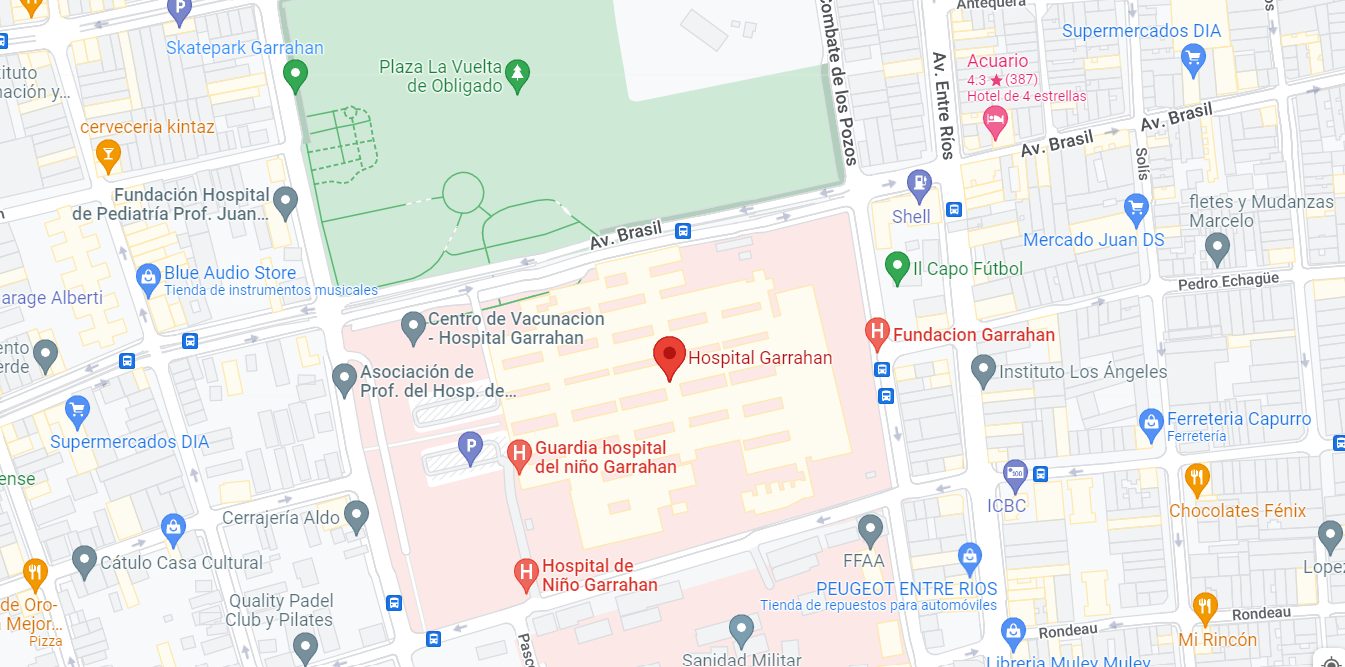 Antequera
Supermercados DIA
Skatepark Garrahan
Combate de los Pozos
Av. Entre Ríos
Acuario
4.3 ★ (387)
Hotel de 4 estrellas
Plaza La Vuelta
de Obligado
cerveceria kintaz
Av. Brasil
Av. Brasil
Solís
Fundación Hospital
de Pediatría Prof. Juan...
Shell
fletes y Mudanzas
Marcelo
Av. Brasil
Mercado Juan DS
Blue Audio Store
Tienda de instrumentos musicales
Il Capo Fútbol
Pedro Echagüe
arage Alberti
Centro de Vacunacion
- Hospital Garrahan
Fundacion Garrahan
ento
erde
Hospital Garrahan
Asociación de
Prof. del Hosp. de...
Instituto Los Ángeles
Supermercados DIA
Ferreteria Capurro
Ferretería
P
P
H
H
H
Guardia hospital
del niño Garrahan
ense
ICBC
Chocolates Fénix
Cerrajería Aldo
Cátulo Casa Cultural
FFAA
Hospital de
Niño Garrahan
Lopez
PEUGEOT ENTRE RIOS
Tienda de repuestos para automóviles
de Oro-
Mejor...
Pizza
Quality Padel
Club y Pilates
Rondeau
Rondeau
Mi Rincón
Sanidad Militar
Libreria Muley Muley